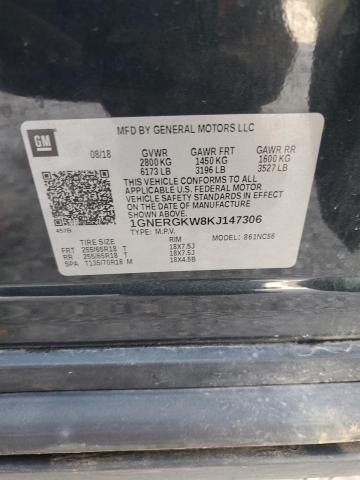 GM
MFD BY GENERAL MOTORS LLC
08/18 GVWR GAWR FRT GAWR RR
2800 KG 1450 KG 1600 KG
6173 LB 3196 LB 3527 LB
THIS VEHICLE CONFORMS TO ALL
APPLICABLE U.S. FEDERAL MOTOR
VEHICLE SAFETY STANDARDS IN
EFFECT ON THE DATE OF
MANUFACTURE SHOWN ABOVE.
1GNERGKW8KJ147306
TYPE: M.P.V. MODEL: 861NC56
457B TIRE SIZE RIM
FRT 255/65R18 T 18X7.5J
RR 255/65R18 T 18X7.5J
SPA T135/70R18 M 18X4.5B